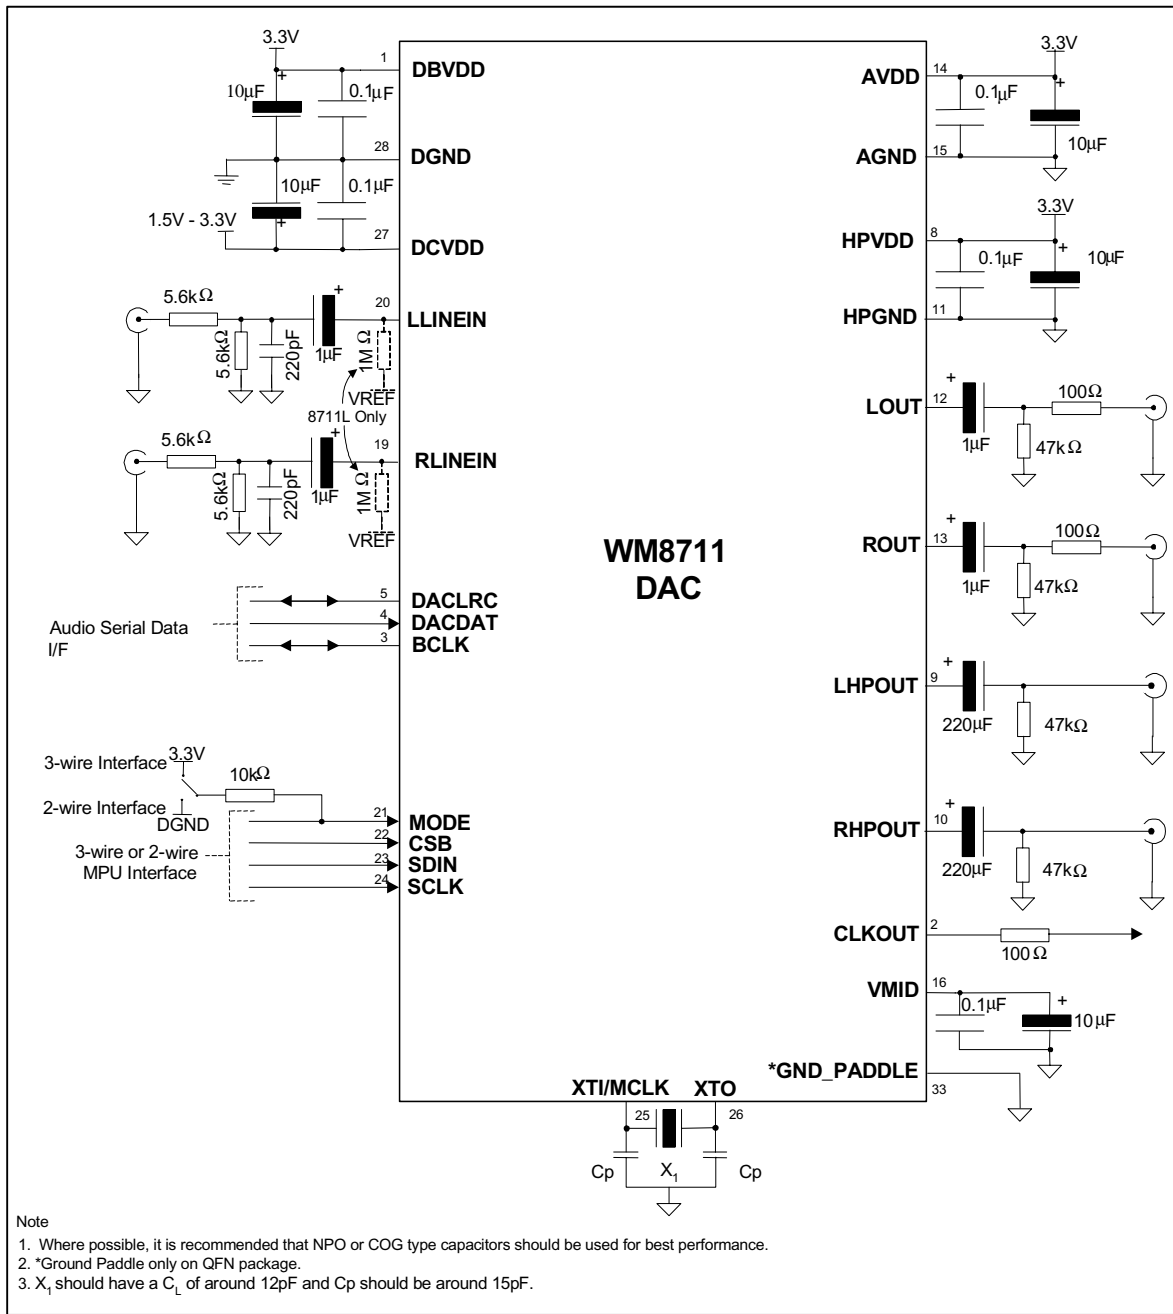 3.3V
1
DBVDD
10μF
+
0.1μF
28
DGND
10μF
0.1μF
+
1.5V - 3.3V
27
DCVDD
5.6kΩ
+
20
LLINEIN
5.6kΩ
220pF
1μF
1MΩ
VREF
8711L Only
5.6kΩ
+
19
RLINEIN
5.6kΩ
220pF
1μF
1MΩ
VREF
5
DACLRC
4
DACDAT
3
BCLK
Audio Serial Data
I/F
3.3V
3-wire Interface
10kΩ
2-wire Interface
DGND
21
MODE
22
CSB
23
SDIN
24
SCLK
3-wire or 2-wire
MPU Interface
WM8711
DAC
3.3V
AVDD
14
0.1μF
+
10μF
AGND
15
3.3V
HPVDD
8
0.1μF
+
10μF
HPGND
11
LOUT
12
+
1μF
100Ω
47kΩ
ROUT
13
+
1μF
100Ω
47kΩ
LHPOUT
9
+
220μF
47kΩ
RHPOUT
10
+
220μF
47kΩ
CLKOUT
2
100Ω
VMID
16
0.1μF
+
10μF
*GND_PADDLE
33
XTI/MCLK
XTO
25
26
Cp
X1
Cp
Note
1. Where possible, it is recommended that NPO or COG type capacitors should be used for best performance.
2. *Ground Paddle only on QFN package.
3. X1 should have a CL of around 12pF and Cp should be around 15pF.